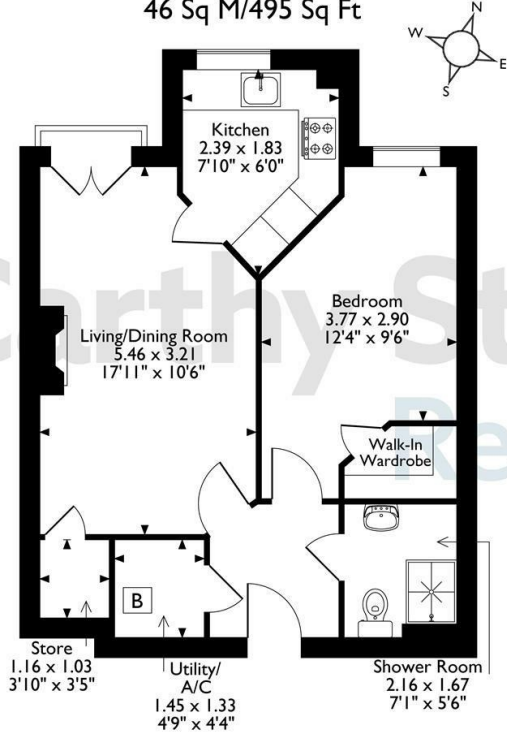 46 Sq M/495 Sq Ft
N
W
E
S
Kitchen
2.39 x 1.83
7'10" x 6'0"
Carthy St
Living/Dining Room
5.46 x 3.21
17'11" x 10'6"
Bedroom
3.77 x 2.90
12'4" x 9'6"
Re
Walk-In
Wardrobe
B
Store
1.16 x 1.03
3'10" x 3'5"
Utility/
A/C
1.45 x 1.33
4'9" x 4'4"
Shower Room
2.16 x 1.67
7'1" x 5'6"